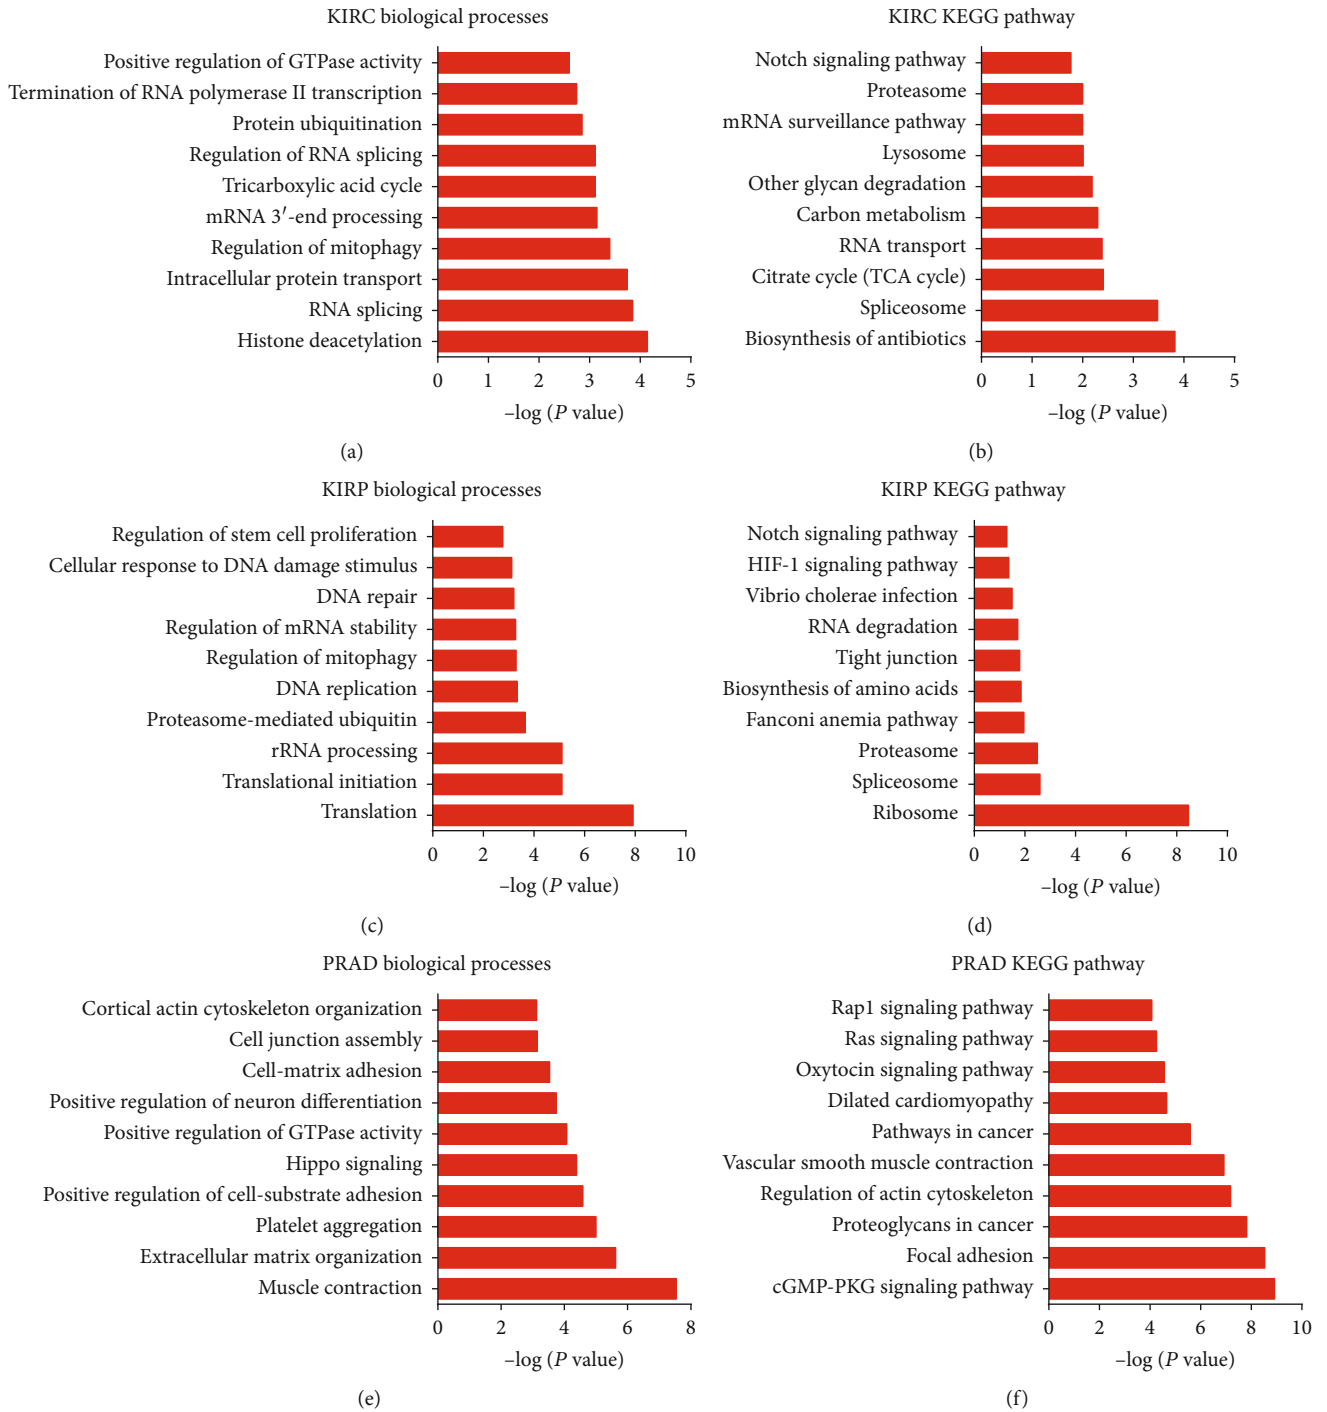 KIRC biological processes
Positive regulation of GTPase activity
Termination of RNA polymerase II transcription
Protein ubiquitination
Regulation of RNA splicing
Tricarboxylic acid cycle
mRNA 3′-end processing
Regulation of mitophagy
Intracellular protein transport
RNA splicing
Histone deacetylation
0 1 2 3 4 5
–log (P value)
(a)
KIRC KEGG pathway
Notch signaling pathway
Proteasome
mRNA surveillance pathway
Lysosome
Other glycan degradation
Carbon metabolism
RNA transport
Citrate cycle (TCA cycle)
Spliceosome
Biosynthesis of antibiotics
0 1 2 3 4 5
–log (P value)
(b)
KIRP biological processes
Regulation of stem cell proliferation
Cellular response to DNA damage stimulus
DNA repair
Regulation of mRNA stability
Regulation of mitophagy
DNA replication
Proteasome-mediated ubiquitin
rRNA processing
Translational initiation
Translation
0 2 4 6 8 10
–log (P value)
(c)
KIRP KEGG pathway
Notch signaling pathway
HIF-1 signaling pathway
Vibrio cholerae infection
RNA degradation
Tight junction
Biosynthesis of amino acids
Fanconi anemia pathway
Proteasome
Spliceosome
Ribosome
0 2 4 6 8 10
–log (P value)
(d)
PRAD biological processes
Cortical actin cytoskeleton organization
Cell junction assembly
Cell-matrix adhesion
Positive regulation of neuron differentiation
Positive regulation of GTPase activity
Hippo signaling
Positive regulation of cell-substrate adhesion
Platelet aggregation
Extracellular matrix organization
Muscle contraction
0 2 4 6 8
–log (P value)
(e)
PRAD KEGG pathway
Rap1 signaling pathway
Ras signaling pathway
Oxytocin signaling pathway
Dilated cardiomyopathy
Pathways in cancer
Vascular smooth muscle contraction
Regulation of actin cytoskeleton
Proteoglycans in cancer
Focal adhesion
cGMP-PKG signaling pathway
0 2 4 6 8 10
–log (P value)
(f)